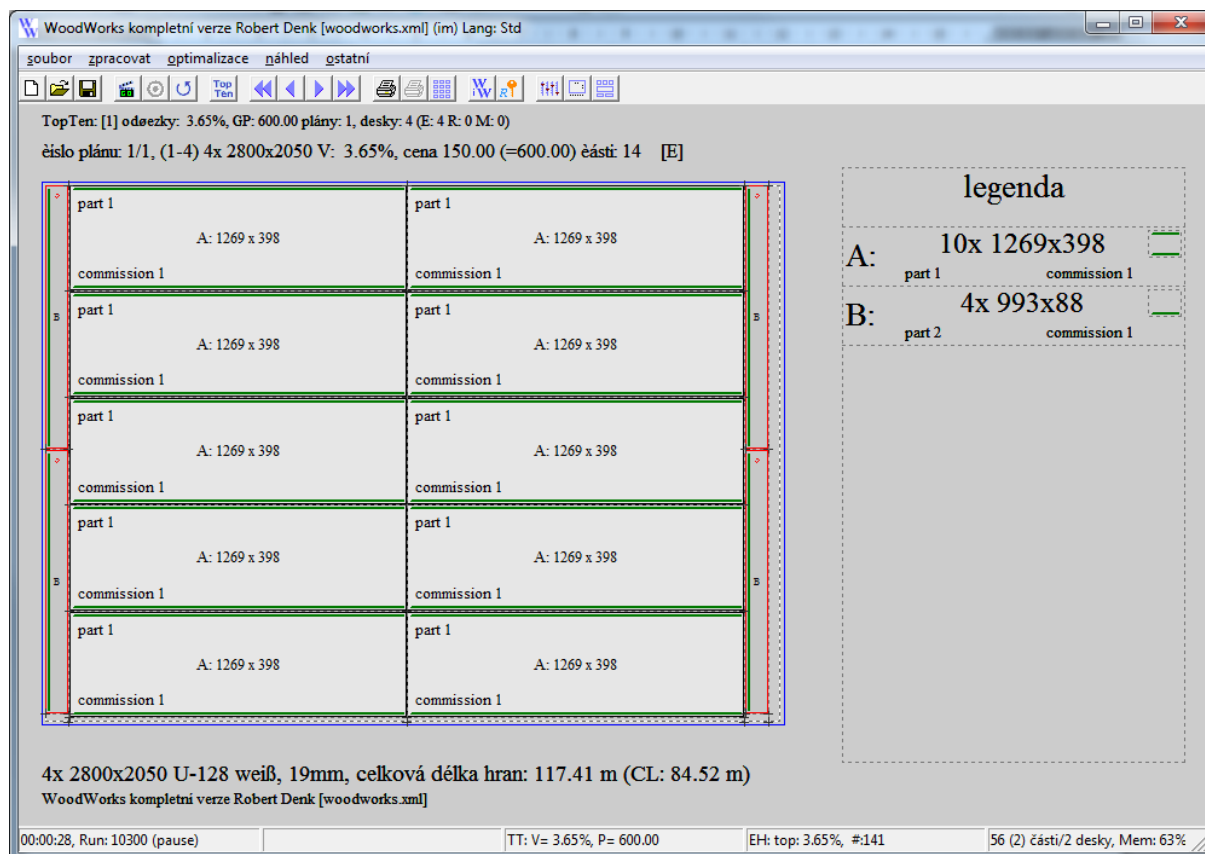 WoodWorks kompletní verze Robert Denk [woodworks.xml] (im) Lang: Std
soubor zpracovat optimalizace náhled ostatní
Top Ten
TopTen: [1] odøezky: 3.65%, GP: 600.00 plány: 1, desky: 4 (E: 4 R: 0 M: 0)
èíslo plánu: 1/1, (1-4) 4x 2800x2050 V: 3.65%, cena 150.00 (=600.00) èásti: 14 [E]
legenda
A: 10x 1269x398
part 1 commission 1
B: 4x 993x88
part 2 commission 1
part 1 part 1
A: 1269 x 398 A: 1269 x 398
commission 1 commission 1
part 1 part 1
B A: 1269 x 398 A: 1269 x 398 B
commission 1 commission 1
part 1 part 1
A: 1269 x 398 A: 1269 x 398
commission 1 commission 1
part 1 part 1
A: 1269 x 398 A: 1269 x 398
B commission 1 commission 1 B
part 1 part 1
A: 1269 x 398 A: 1269 x 398
commission 1 commission 1
4x 2800x2050 U-128 weiß, 19mm, celková délka hran: 117.41 m (CL: 84.52 m)
WoodWorks kompletní verze Robert Denk [woodworks.xml]
00:00:28, Run: 10300 (pause) TT: V= 3.65%, P= 600.00 EH: top: 3.65%, #:141 56 (2) části/2 desky, Mem: 63%